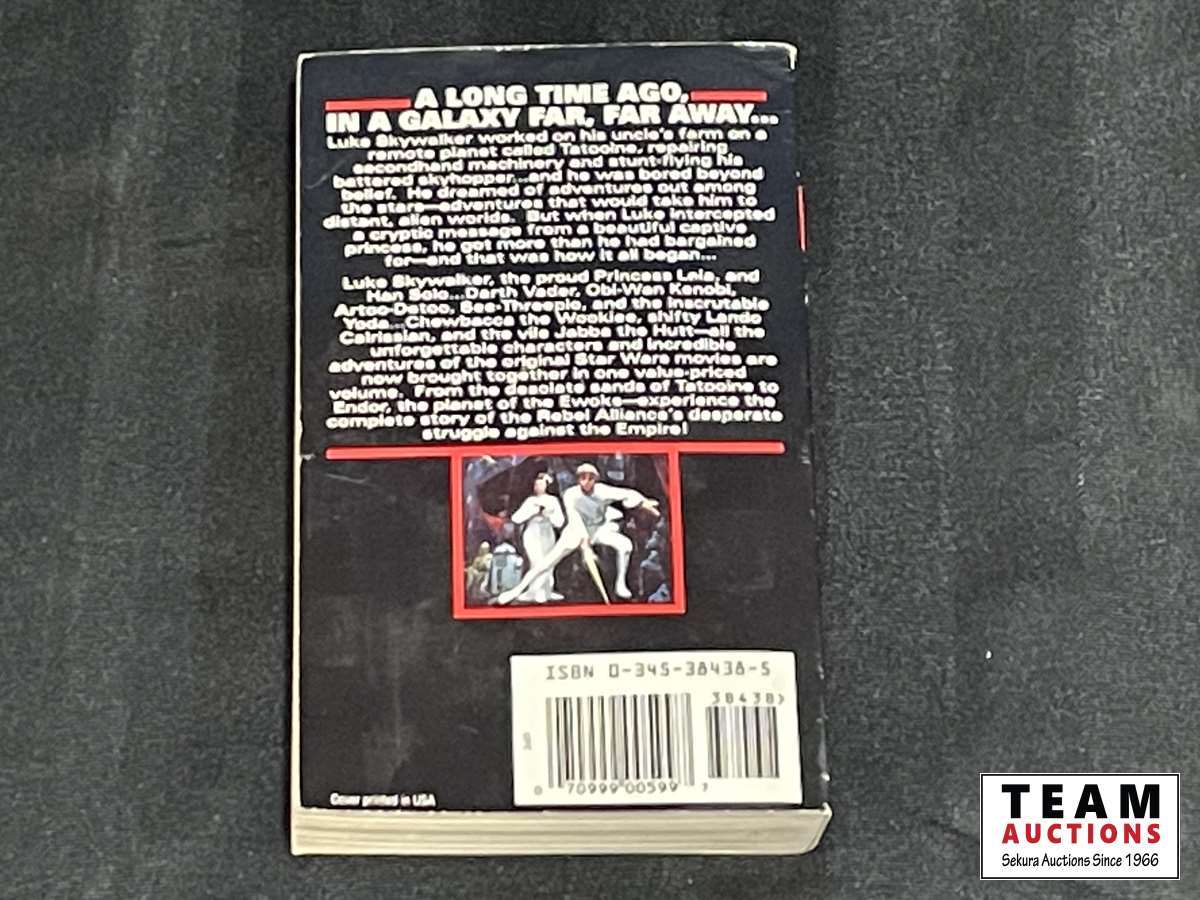 A LONG TIME AGO,
IN A GALAXY FAR, FAR AWAY...
Luke Skywalker worked on his uncle's farm on a
remote planet called Tatooine, repairing
secondhand machinery and stunt-flying his
battered skyhopper...and he was bored beyond
belief. He dreamed of adventures out among
the stars—adventures that would take him to
distant, alien worlds. But when Luke intercepted
a cryptic message from a beautiful captive
princess, he got more than he had bargained
for—and that was how it all began...
Luke Skywalker, the proud Princess Leia, and
Han Solo...Darth Vader, Obi-Wan Kenobi,
Artoo-Detoo, See-Threepio, and the inscrutable
Yoda...Chewbacca the Wookiee, shifty Lando
Calrissian, and the vile Jabba the Hutt—all the
unforgettable characters and incredible
adventures of the original Star Wars movies are
now brought together in one value-priced
volume. From the desolate sands of Tatooine to
Endor, the planet of the Ewoks—experience the
complete story of the Rebel Alliance's desperate
struggle against the Empire!
ISBN 0-345-38438-5
38438>
0 70999 00599 7
Cover printed in USA
TEAM
AUCTIONS
Sekura Auctions Since 1966